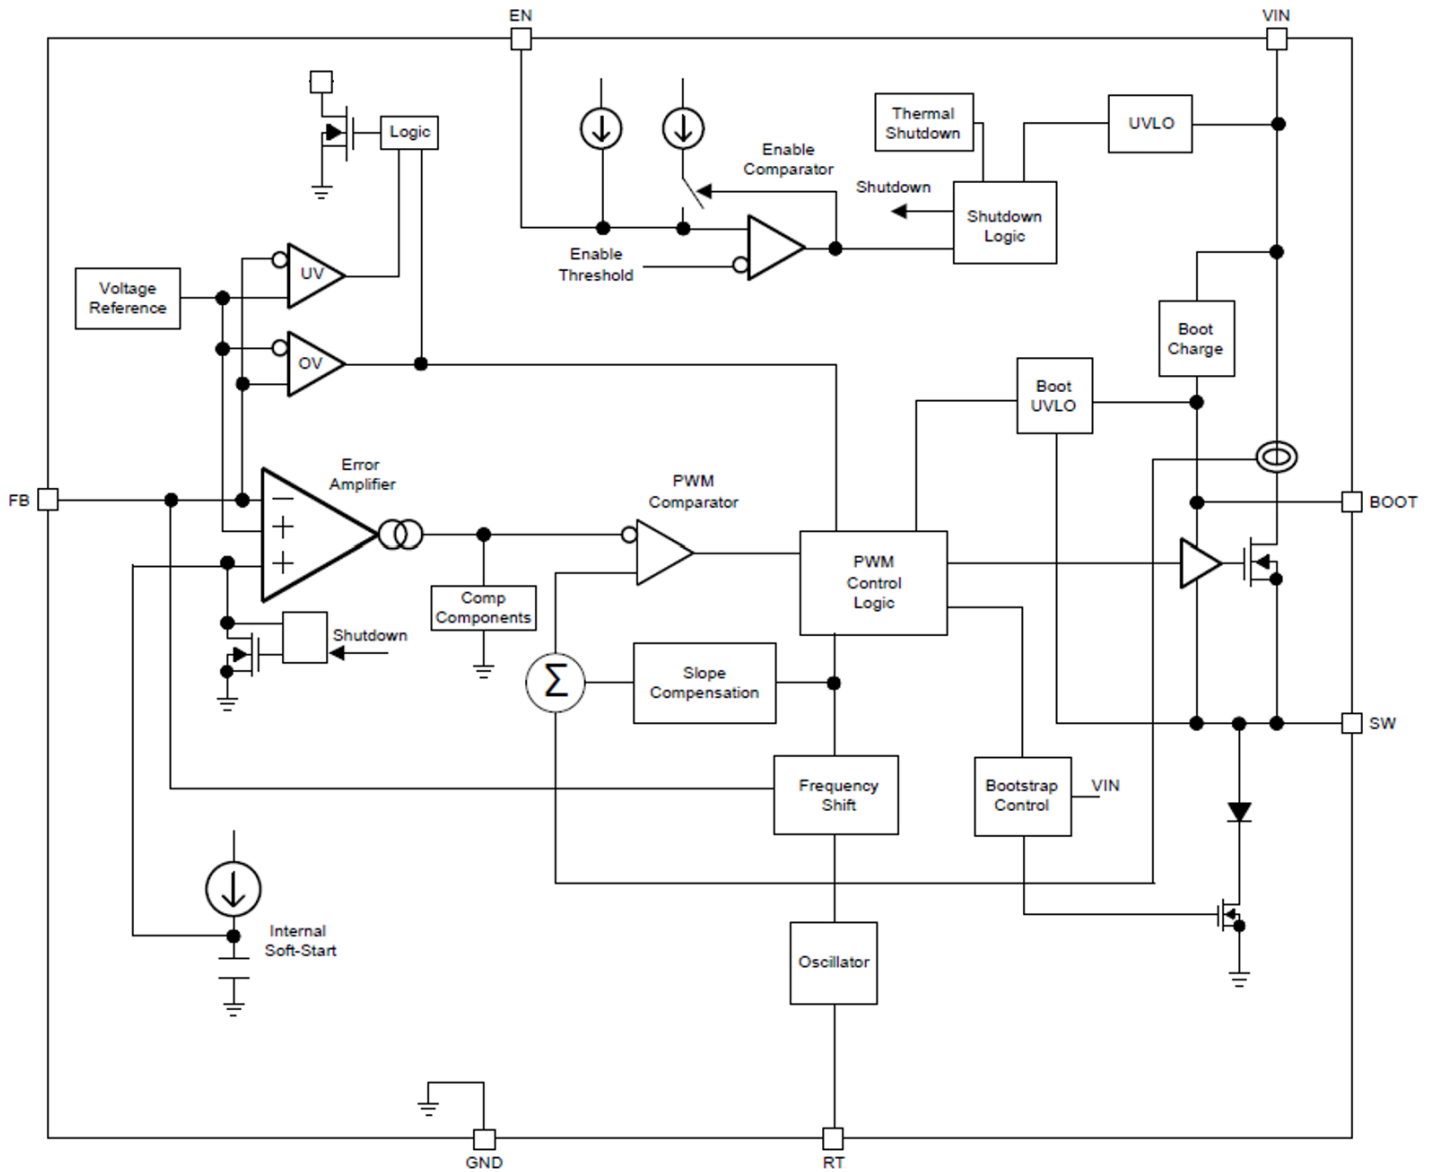 EN
VIN
Thermal
Shutdown
UVLO
Logic
Enable
Comparator
Shutdown
Shutdown
Logic
Enable
Threshold
UV
Voltage
Reference
Boot
Charge
OV
Boot
UVLO
Error
Amplifier
PWM
Comparator
FB
−
+
+
BOOT
PWM
Control
Logic
Comp
Components
Shutdown
Σ
Slope
Compensation
SW
Frequency
Shift
Bootstrap
Control
VIN
Internal
Soft-Start
Oscillator
GND
RT